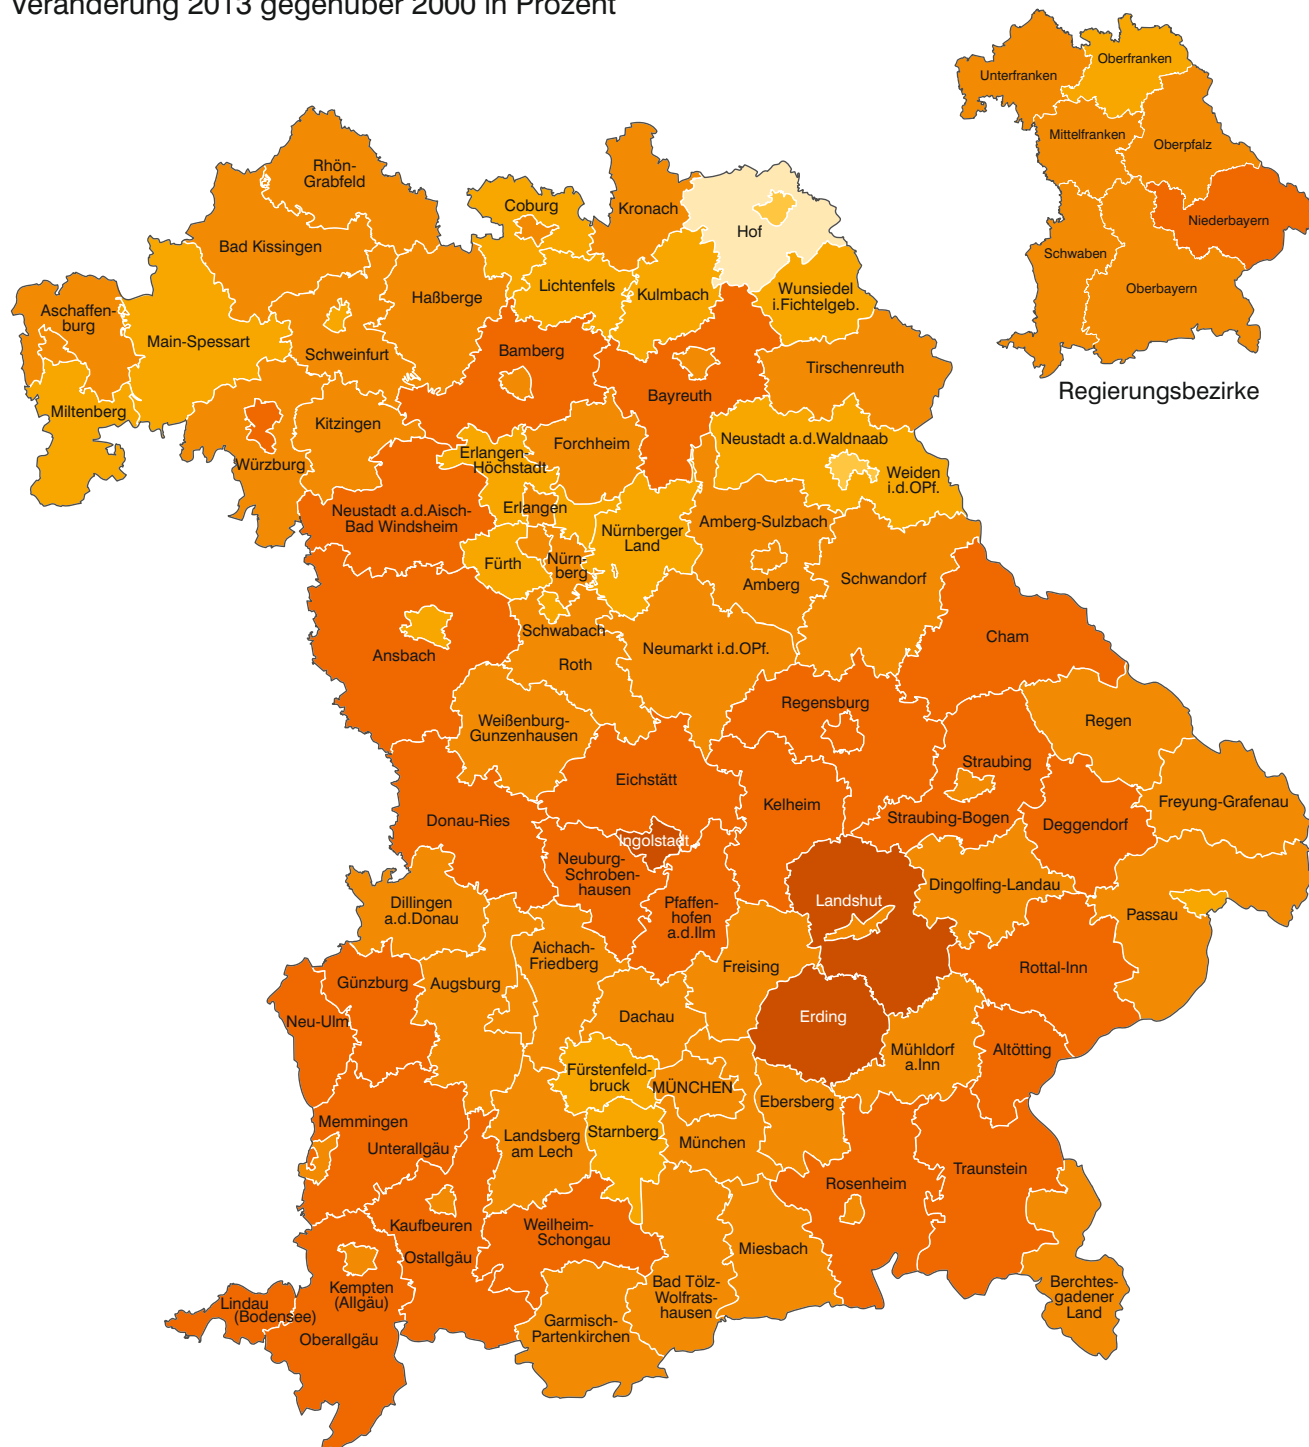 Veränderung 2013 gegenüber 2000 in Prozent
Oberfranken
Unterfranken
Mittelfranken
Oberpfalz
Niederbayern
Schwaben
Oberbayern
Regierungsbezirke
Rhön-
Grabfeld
Coburg
Kronach
Hof
Bad Kissingen
Haßberge
Lichtenfels
Kulmbach
Wunsiedel
i.Fichtelgeb.
Aschaffen-
burg
Main-Spessart
Schweinfurt
Bamberg
Tirschenreuth
Bayreuth
Miltenberg
Kitzingen
Forchheim
Neustadt a.d.Waldnaab
Erlangen-
Höchstadt
Würzburg
Weiden
i.d.OPf.
Neustadt a.d.Aisch-
Bad Windsheim
Erlangen
Nürnberger
Land
Amberg-Sulzbach
Fürth
Nürn-
berg
Amberg
Schwandorf
Schwabach
Cham
Ansbach
Roth
Neumarkt i.d.OPf.
Regensburg
Weißenburg-
Gunzenhausen
Regen
Straubing
Eichstätt
Kelheim
Freyung-Grafenau
Donau-Ries
Straubing-Bogen
Deggendorf
Ingolstadt
Neuburg-
Schroben-
hausen
Dingolfing-Landau
Dillingen
a.d.Donau
Pfaffen-
hofen
a.d.Ilm
Landshut
Passau
Aichach-
Friedberg
Freising
Rottal-Inn
Günzburg
Augsburg
Neu-Ulm
Dachau
Erding
Mühldorf
a.Inn
Altötting
Fürstenfeld-
bruck
MÜNCHEN
Ebersberg
Memmingen
Unterallgäu
Landsberg
am Lech
Starnberg
München
Traunstein
Rosenheim
Kaufbeuren
Weilheim-
Schongau
Ostallgäu
Miesbach
Kempten
(Allgäu)
Bad Tölz-
Wolfrats-
hausen
Berchtes-
gadener
Land
Lindau
(Bodensee)
Garmisch-
Partenkirchen
Oberallgäu